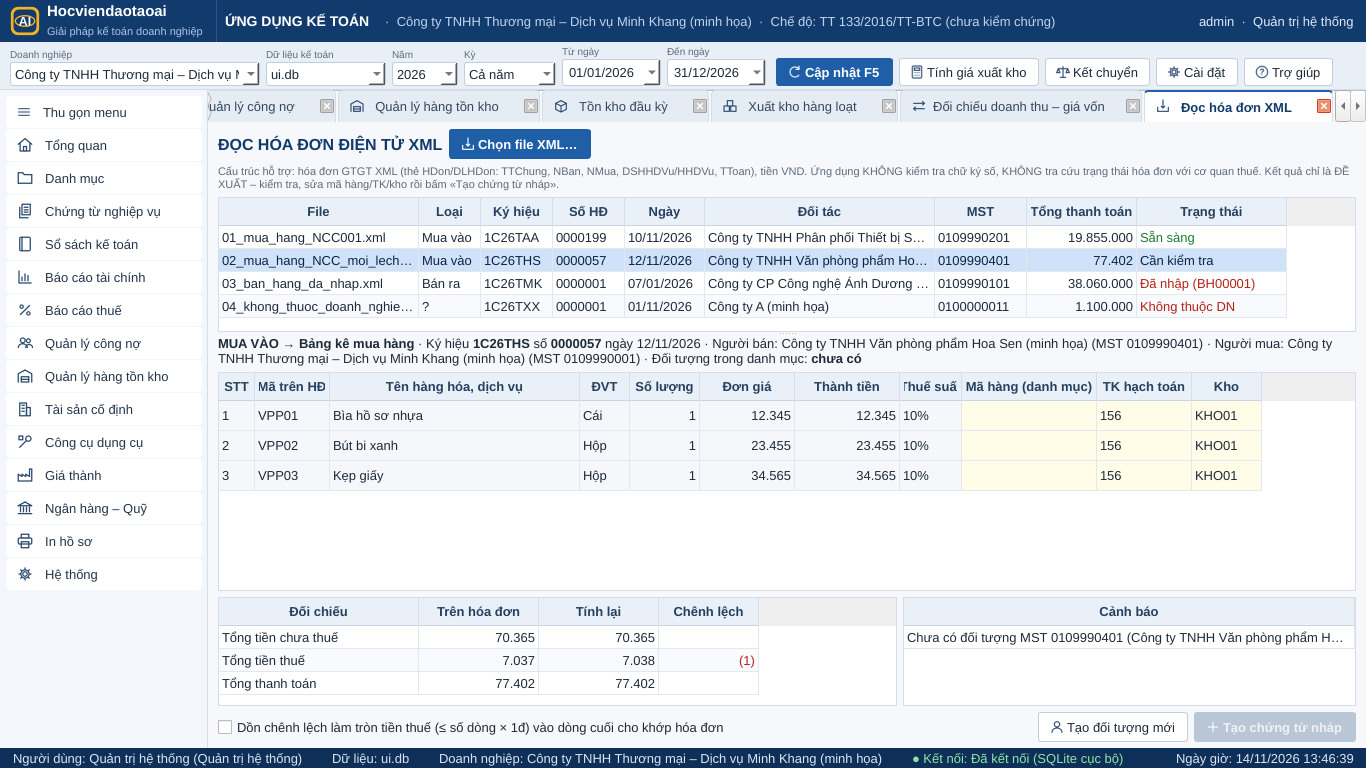 Hocviendaotaoai
Giải pháp kế toán doanh nghiệp
ỨNG DỤNG KẾ TOÁN · Công ty TNHH Thương mại – Dịch vụ Minh Khang (minh họa) · Chế độ: TT 133/2016/TT-BTC (chưa kiểm chứng)
admin · Quản trị hệ thống
Doanh nghiệp Dữ liệu kế toán Năm Kỳ Từ ngày Đến ngày
Công ty TNHH Thương mại – Dịch vụ ui.db 2026 Cả năm 01/01/2026 31/12/2026 Cập nhật F5 Tính giá xuất kho Kết chuyển Cài đặt Trợ giúp
Thu gọn menu
Tổng quan
Danh mục
Chứng từ nghiệp vụ
Sổ sách kế toán
Báo cáo tài chính
Báo cáo thuế
Quản lý công nợ
Quản lý hàng tồn kho
Tài sản cố định
Công cụ dụng cụ
Giá thành
Ngân hàng – Quỹ
In hồ sơ
Hệ thống
uản lý công nợ Quản lý hàng tồn kho Tồn kho đầu kỳ Xuất kho hàng loạt Đối chiếu doanh thu – giá vốn Đọc hóa đơn XML
ĐỌC HÓA ĐƠN ĐIỆN TỬ XML Chọn file XML…
Cấu trúc hỗ trợ: hóa đơn GTGT XML (thẻ HDon/DLHDon: TTChung, NBan, NMua, DSHHDVu/HHDVu, TToan), tiền VND. Ứng dụng KHÔNG kiểm tra chữ ký số, KHÔNG tra cứu trạng thái hóa đơn với cơ quan thuế. Kết quả chỉ là ĐỀ
XUẤT – kiểm tra, sửa mã hàng/TK/kho rồi bấm «Tạo chứng từ nháp».
File Loại Ký hiệu Số HĐ Ngày Đối tác MST Tổng thanh toán Trạng thái
01_mua_hang_NCC001.xml Mua vào 1C26TAA 0000199 10/11/2026 Công ty TNHH Phân phối Thiết bị S… 0109990201 19.855.000 Sẵn sàng
02_mua_hang_NCC_moi_lech… Mua vào 1C26THS 0000057 12/11/2026 Công ty TNHH Văn phòng phẩm Ho… 0109990401 77.402 Cần kiểm tra
03_ban_hang_da_nhap.xml Bán ra 1C26TMK 0000001 07/01/2026 Công ty CP Công nghệ Ánh Dương … 0109990101 38.060.000 Đã nhập (BH00001)
04_khong_thuoc_doanh_nghie… ? 1C26TXX 0000001 01/11/2026 Công ty A (minh họa) 0100000011 1.100.000 Không thuộc DN
MUA VÀO → Bảng kê mua hàng · Ký hiệu 1C26THS số 0000057 ngày 12/11/2026 · Người bán: Công ty TNHH Văn phòng phẩm Hoa Sen (minh họa) (MST 0109990401) · Người mua: Công ty
TNHH Thương mại – Dịch vụ Minh Khang (minh họa) (MST 0109990001) · Đối tượng trong danh mục: chưa có
STT Mã trên HĐ Tên hàng hóa, dịch vụ ĐVT Số lượng Đơn giá Thành tiền Thuế suấ Mã hàng (danh mục) TK hạch toán Kho
1 VPP01 Bìa hồ sơ nhựa Cái 1 12.345 12.345 10% 156 KHO01
2 VPP02 Bút bi xanh Hộp 1 23.455 23.455 10% 156 KHO01
3 VPP03 Kẹp giấy Hộp 1 34.565 34.565 10% 156 KHO01
Đối chiếu Trên hóa đơn Tính lại Chênh lệch
Tổng tiền chưa thuế 70.365 70.365
Tổng tiền thuế 7.037 7.038 (1)
Tổng thanh toán 77.402 77.402
Cảnh báo
Chưa có đối tượng MST 0109990401 (Công ty TNHH Văn phòng phẩm H…
Dồn chênh lệch làm tròn tiền thuế (≤ số dòng × 1đ) vào dòng cuối cho khớp hóa đơn
Tạo đối tượng mới Tạo chứng từ nháp
Người dùng: Quản trị hệ thống (Quản trị hệ thống) Dữ liệu: ui.db Doanh nghiệp: Công ty TNHH Thương mại – Dịch vụ Minh Khang (minh họa) ● Kết nối: Đã kết nối (SQLite cục bộ) Ngày giờ: 14/11/2026 13:46:39